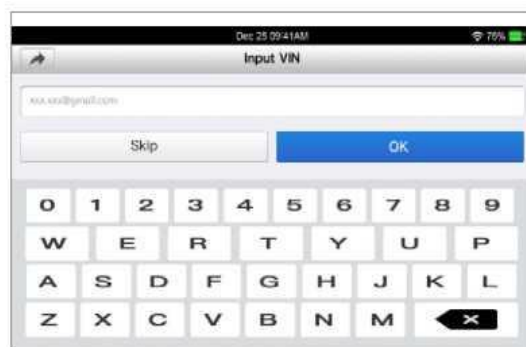 Dec 25 09:41AM 76%
Input VIN
xxx.xxx@gmail.com
Skip OK
0 1 2 3 4 5 6 7 8 9
W E R T Y U P
A S D F G H J K L
Z X C V B N M